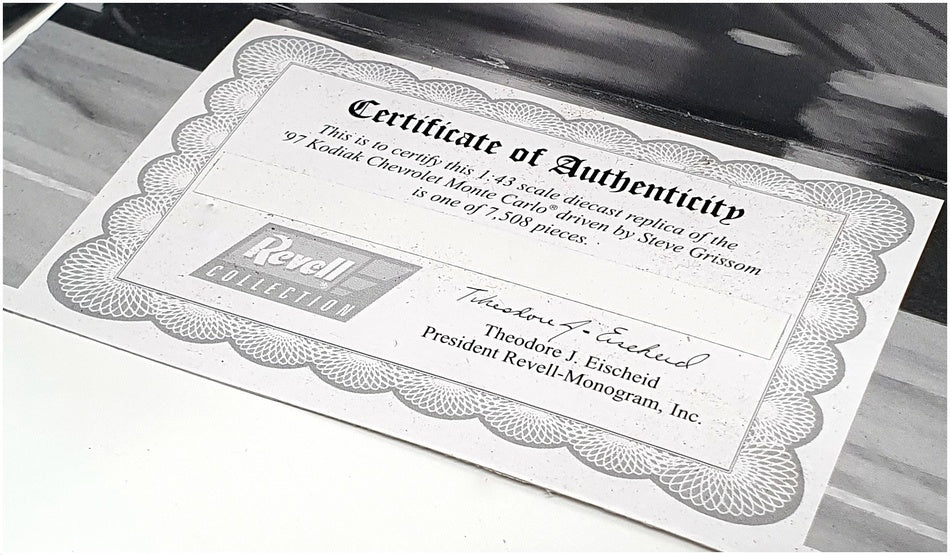 Certificate of Authenticity
This is to certify this 1:43 scale diecast replica of the
'97 Kodiak Chevrolet Monte Carlo® driven by Steve Grissom
is one of 7,508 pieces.
Revell
COLLECTION
Theodore J. Eischeid
Theodore J. Eischeid
President Revell-Monogram, Inc.